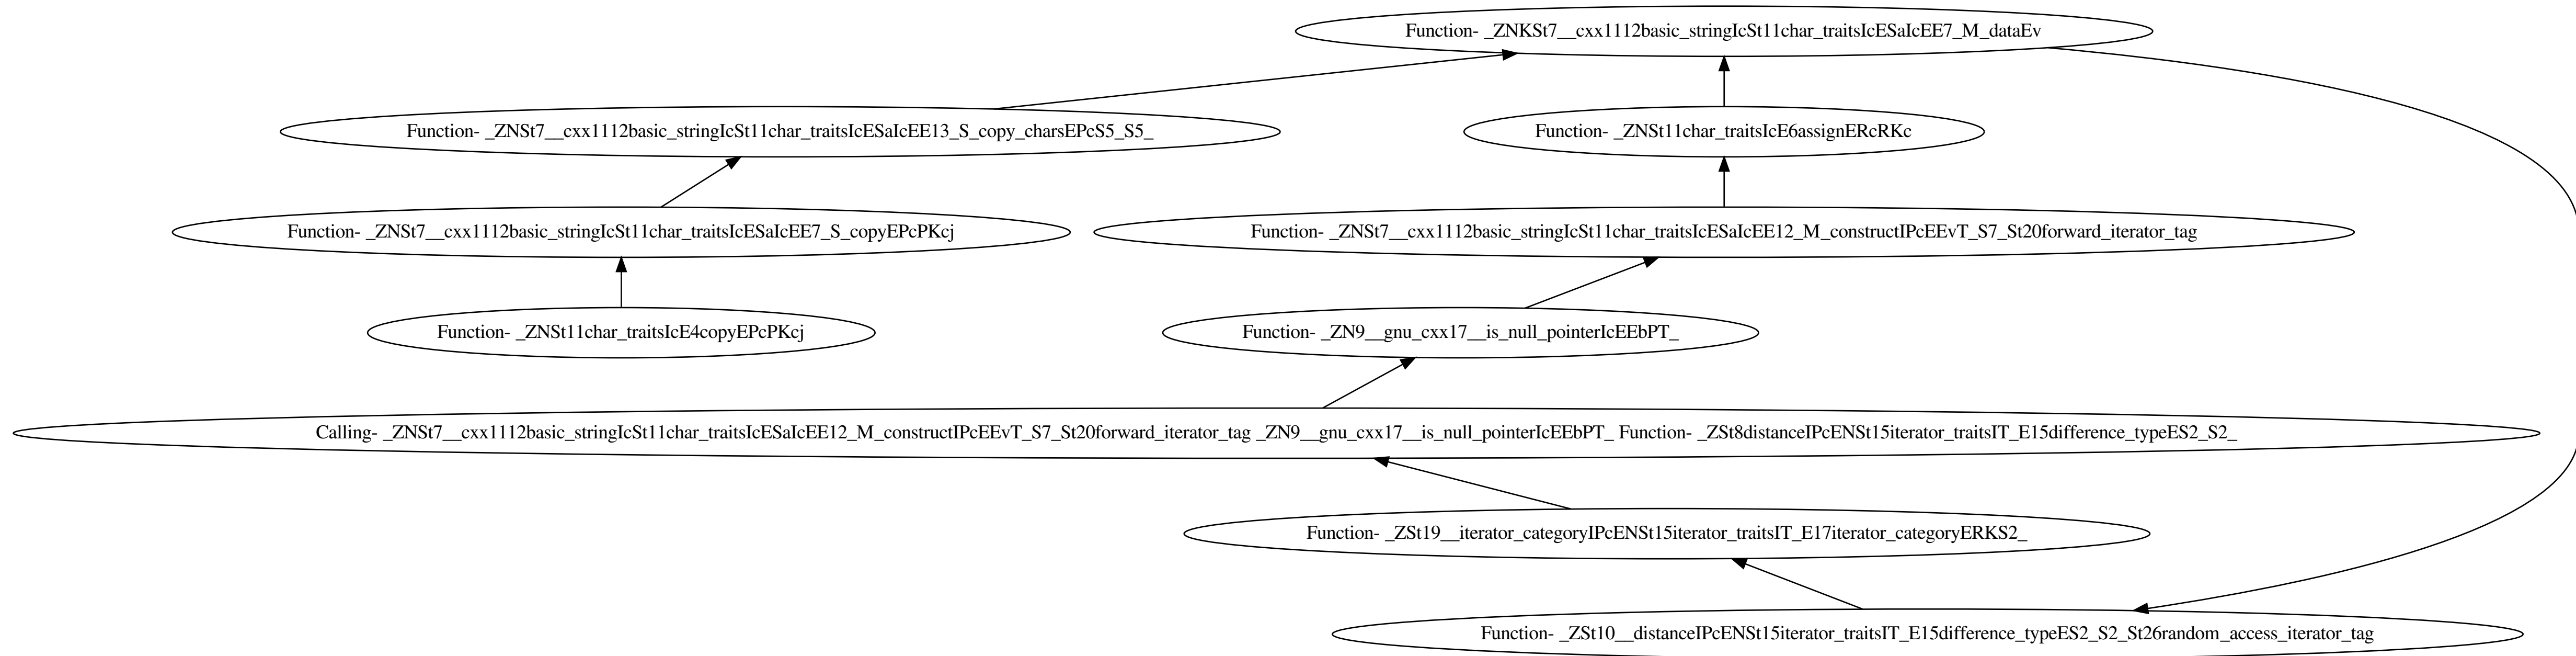 Function- _ZNKSt7__cxx1112basic_stringIcSt11char_traitsIcESaIcEE7_M_dataEv
Function- _ZNSt7__cxx1112basic_stringIcSt11char_traitsIcESaIcEE13_S_copy_charsEPcS5_S5_
Function- _ZNSt11char_traitsIcE6assignERcRKc
Function- _ZNSt7__cxx1112basic_stringIcSt11char_traitsIcESaIcEE7_S_copyEPcPKcj
Function- _ZNSt7__cxx1112basic_stringIcSt11char_traitsIcESaIcEE12_M_constructIPcEEvT_S7_St20forward_iterator_tag
Function- _ZNSt11char_traitsIcE4copyEPcPKcj
Function- _ZN9__gnu_cxx17__is_null_pointerIcEEbPT_
Calling- _ZNSt7__cxx1112basic_stringIcSt11char_traitsIcESaIcEE12_M_constructIPcEEvT_S7_St20forward_iterator_tag _ZN9__gnu_cxx17__is_null_pointerIcEEbPT_ Function- _ZSt8distanceIPcENSt15iterator_traitsIT_E15difference_typeES2_S2_
Function- _ZSt19__iterator_categoryIPcENSt15iterator_traitsIT_E17iterator_categoryERKS2_
Function- _ZSt10__distanceIPcENSt15iterator_traitsIT_E15difference_typeES2_S2_St26random_access_iterator_tag